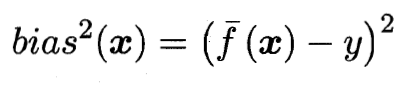 bias²(x) = (f̄(x) − y)²